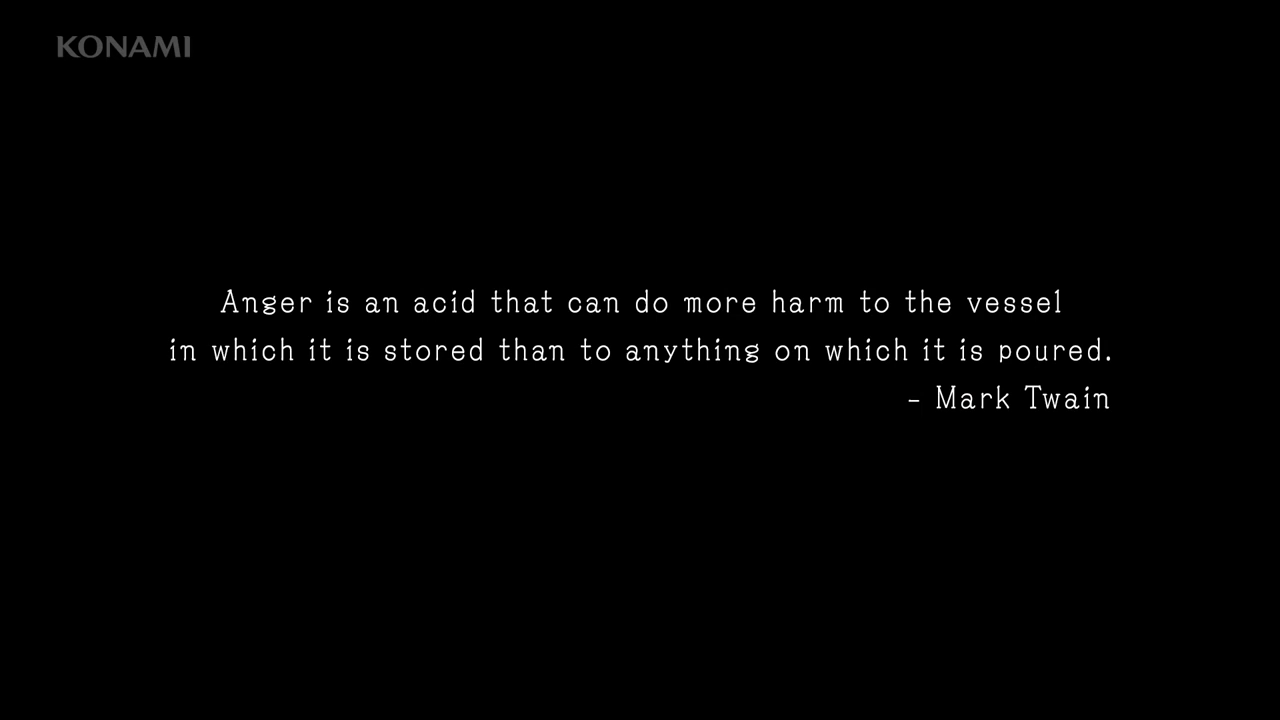 KONAMI
Anger is an acid that can do more harm to the vessel
in which it is stored than to anything on which it is poured.
– Mark Twain